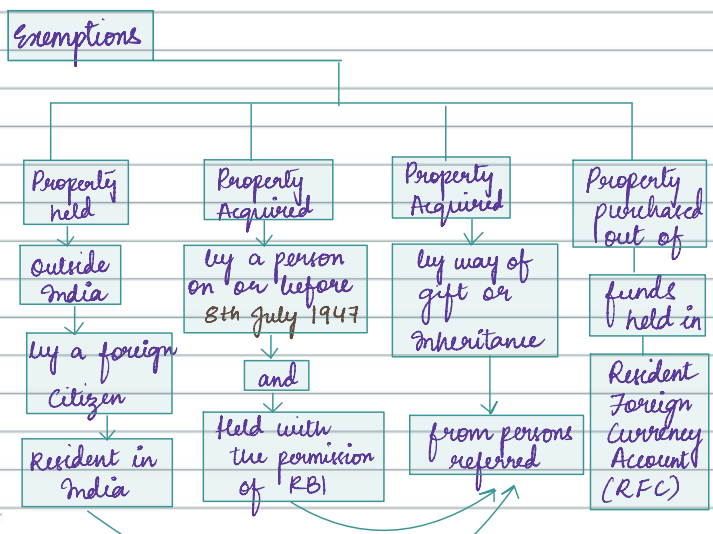 Exemptions
Property
held
Outside
India
by a foreign
Citizen
Resident in
India
Property
Acquired
by a person
on or before
8th July 1947
and
Held with
the permission
of RBI
Property
Acquired
by way of
gift or
Inheritance
from persons
referred
Property
purchased
out of
funds
held in
Resident
Foreign
Currency
Account
(RFC)